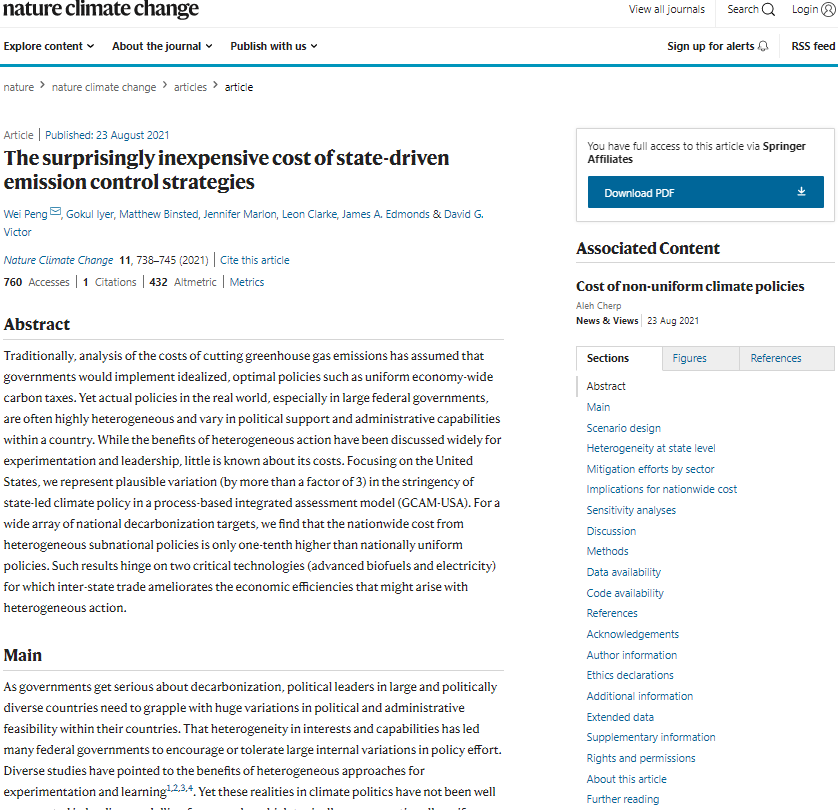 nature climate change
View all journals Search Login
Explore content About the journal Publish with us
Sign up for alerts RSS feed
nature nature climate change articles article
Article Published: 23 August 2021
The surprisingly inexpensive cost of state-driven
emission control strategies
Wei Peng, Gokul Iyer, Matthew Binsted, Jennifer Marlon, Leon Clarke, James A. Edmonds & David G.
Victor
Nature Climate Change 11, 738–745 (2021) Cite this article
760 Accesses 1 Citations 432 Altmetric Metrics
Abstract
Traditionally, analysis of the costs of cutting greenhouse gas emissions has assumed that
governments would implement idealized, optimal policies such as uniform economy-wide
carbon taxes. Yet actual policies in the real world, especially in large federal governments,
are often highly heterogeneous and vary in political support and administrative capabilities
within a country. While the benefits of heterogeneous action have been discussed widely for
experimentation and leadership, little is known about its costs. Focusing on the United
States, we represent plausible variation (by more than a factor of 3) in the stringency of
state-led climate policy in a process-based integrated assessment model (GCAM-USA). For a
wide array of national decarbonization targets, we find that the nationwide cost from
heterogeneous subnational policies is only one-tenth higher than nationally uniform
policies. Such results hinge on two critical technologies (advanced biofuels and electricity)
for which inter-state trade ameliorates the economic efficiencies that might arise with
heterogeneous action.
Main
As governments get serious about decarbonization, political leaders in large and politically
diverse countries need to grapple with huge variations in political and administrative
feasibility within their countries. That heterogeneity in interests and capabilities has led
many federal governments to encourage or tolerate large internal variations in policy effort.
Diverse studies have pointed to the benefits of heterogeneous approaches for
experimentation and learning1,2,3,4. Yet these realities in climate politics have not been well
You have full access to this article via Springer
Affiliates
Download PDF
Associated Content
Cost of non-uniform climate policies
Aleh Cherp
News & Views 23 Aug 2021
Sections Figures References
Abstract
Main
Scenario design
Heterogeneity at state level
Mitigation efforts by sector
Implications for nationwide cost
Sensitivity analyses
Discussion
Methods
Data availability
Code availability
References
Acknowledgements
Author information
Ethics declarations
Additional information
Extended data
Supplementary information
Rights and permissions
About this article
Further reading